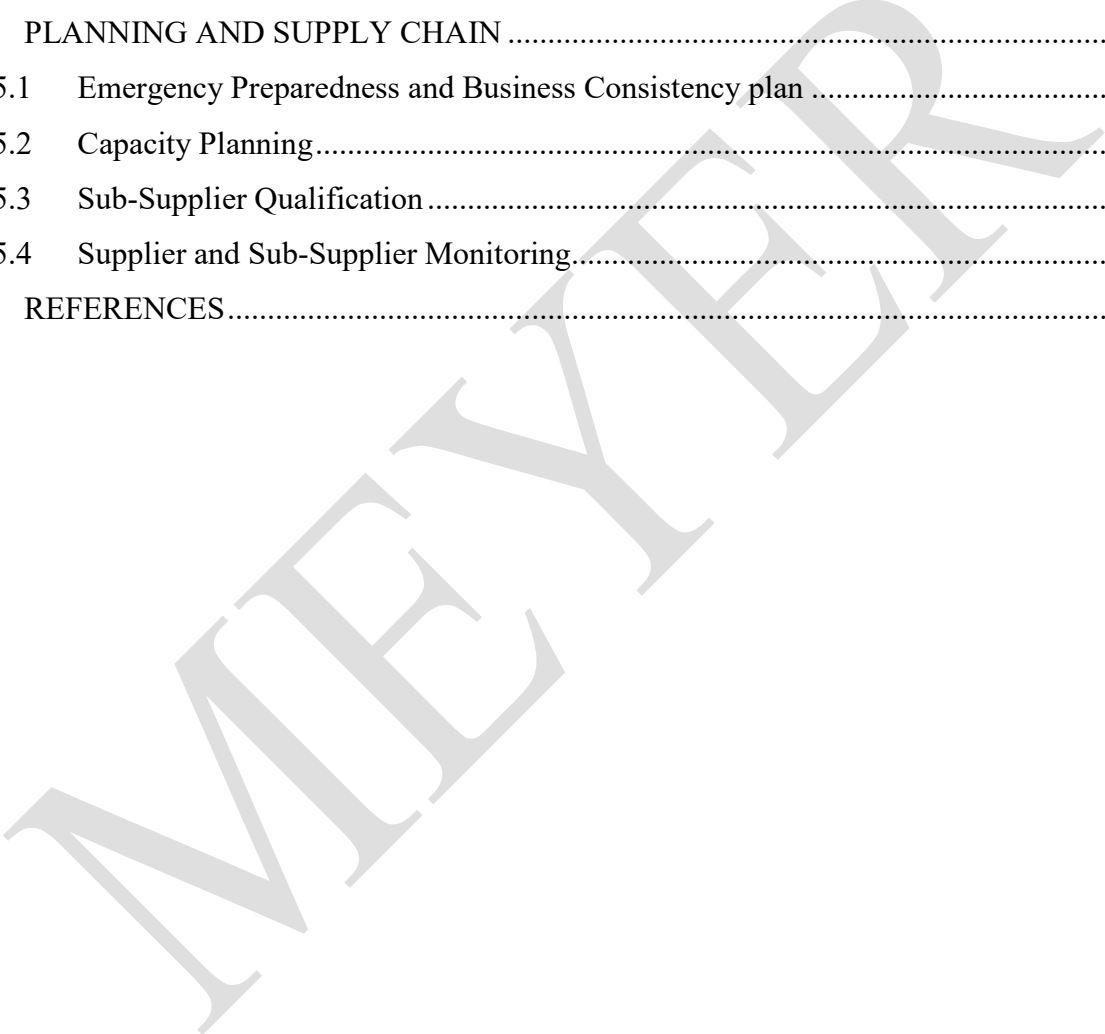 PLANNING AND SUPPLY CHAIN ..........................................................................
5.1 Emergency Preparedness and Business Consistency plan .....................................
5.2 Capacity Planning..................................................................................................
5.3 Sub-Supplier Qualification ....................................................................................
5.4 Supplier and Sub-Supplier Monitoring...................................................................
REFERENCES.............................................................................................................
MEYER